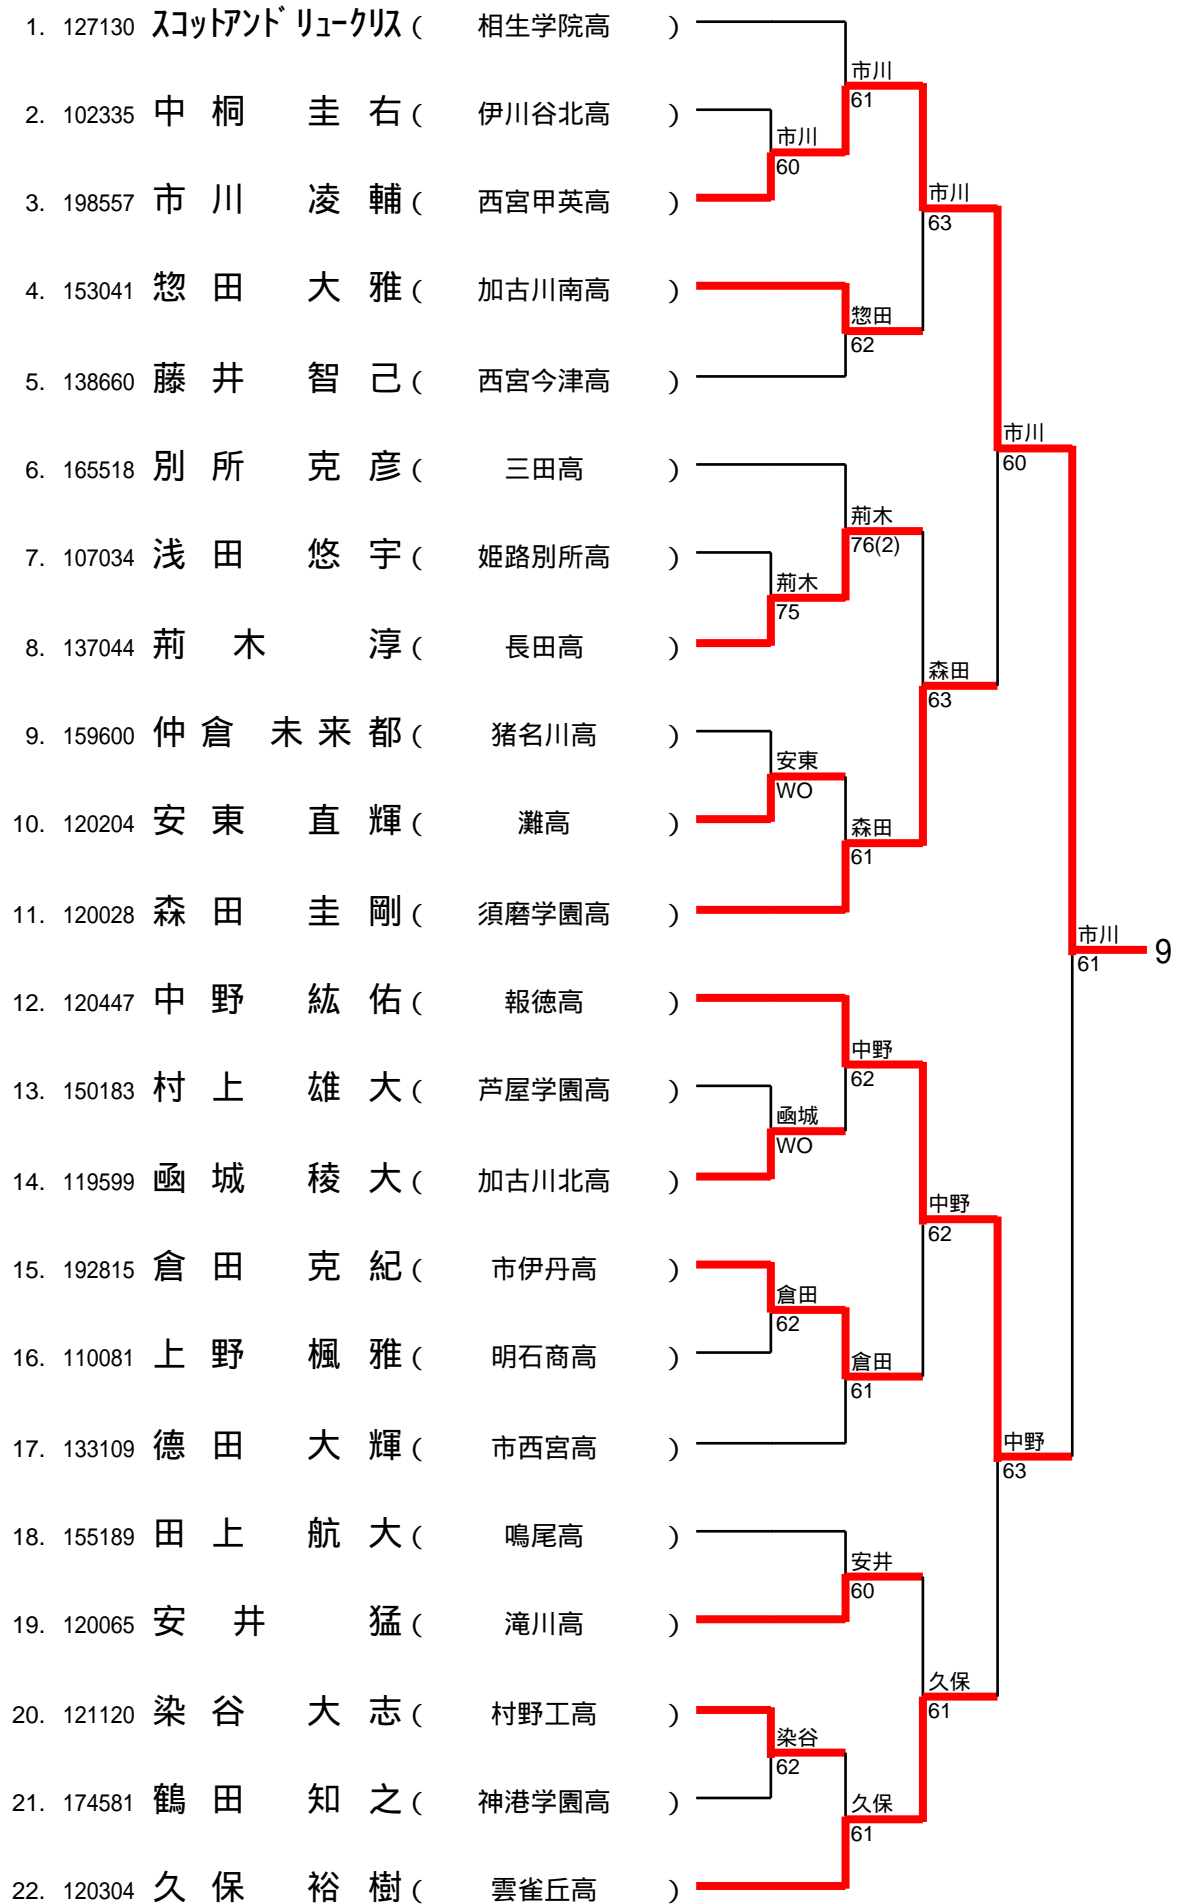 1. 127130 スコットアンドリュークリス ( 相生学院高 )
市川
61
2. 102335 中桐 圭右 ( 伊川谷北高 )
市川
60
3. 198557 市川 凌輔 ( 西宮甲英高 )
市川
63
4. 153041 惣田 大雅 ( 加古川南高 )
惣田
62
5. 138660 藤井 智己 ( 西宮今津高 )
市川
60
6. 165518 別所 克彦 ( 三田高 )
荊木
76(2)
7. 107034 浅田 悠宇 ( 姫路別所高 )
荊木
75
8. 137044 荊木 淳 ( 長田高 )
森田
63
9. 159600 仲倉 未来都 ( 猪名川高 )
安東
WO
10. 120204 安東 直輝 ( 灘高 )
森田
61
11. 120028 森田 圭剛 ( 須磨学園高 )
市川 9
61
12. 120447 中野 紘佑 ( 報徳高 )
中野
62
13. 150183 村上 雄大 ( 芦屋学園高 )
凾城
WO
14. 119599 凾城 稜大 ( 加古川北高 )
中野
62
15. 192815 倉田 克紀 ( 市伊丹高 )
倉田
62
16. 110081 上野 楓雅 ( 明石商高 )
倉田
61
17. 133109 德田 大輝 ( 市西宮高 )
中野
63
18. 155189 田上 航大 ( 鳴尾高 )
安井
60
19. 120065 安井 猛 ( 滝川高 )
久保
61
20. 121120 染谷 大志 ( 村野工高 )
染谷
62
21. 174581 鶴田 知之 ( 神港学園高 )
久保
61
22. 120304 久保 裕樹 ( 雲雀丘高 )